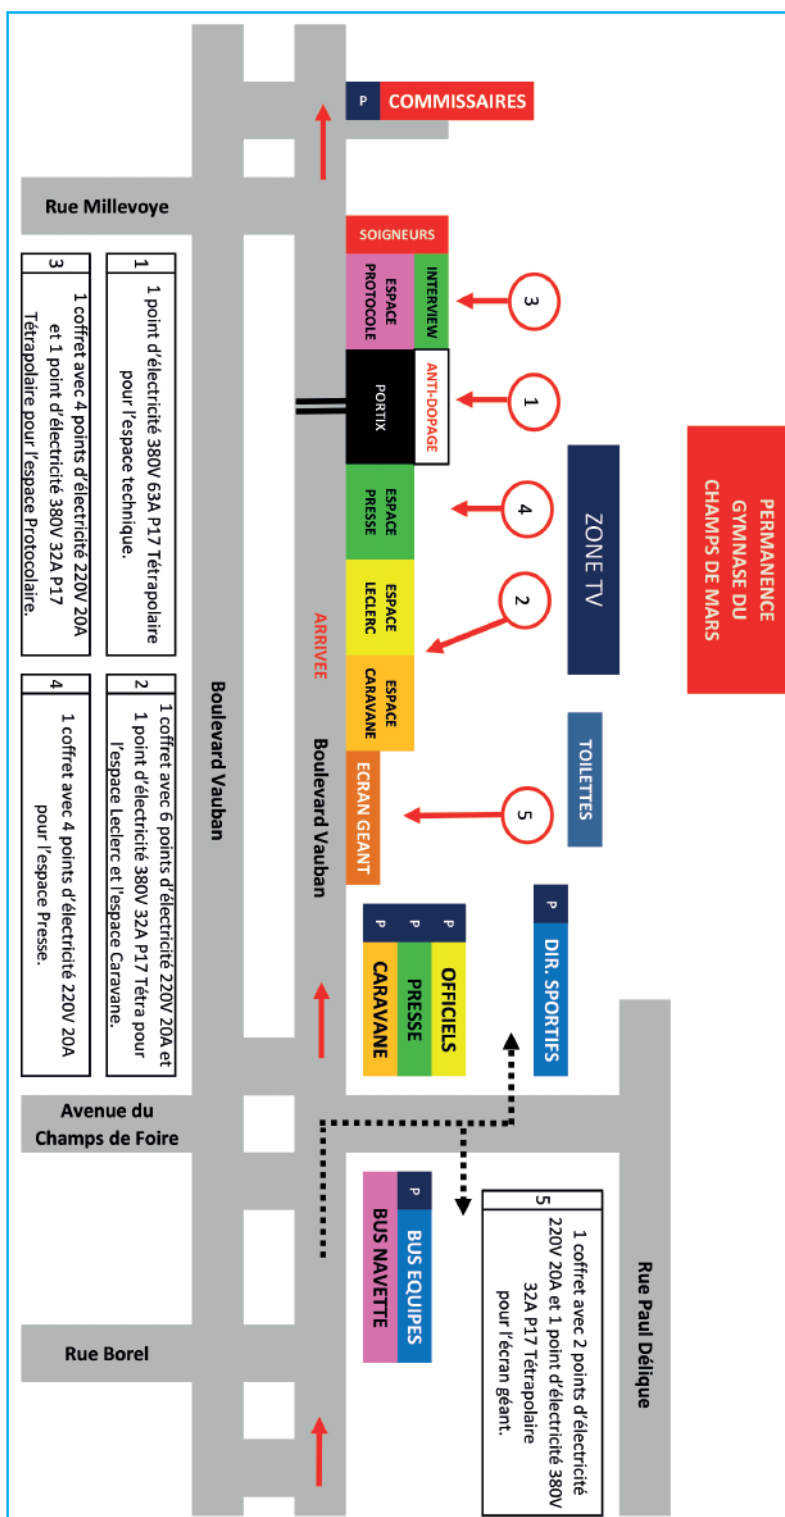 P
COMMISSAIRES
Rue Millevoye
SOIGNEURS
INTERVIEW
ESPACE
PROTOCOLE
3
ANTI-DOPAGE
PORTIX
1
ESPACE
PRESSE
4
ESPACE
LECLERC
2
ESPACE
CARAVANE
ECRAN GEANT
5
ZONE TV
TOILETTES
PERMANENCE
GYMNASE DU
CHAMPS DE MARS
ARRIVEE
Boulevard Vauban
Boulevard Vauban
1
1 point d'électricité 380V 63A P17 Tétrapolaire
pour l'espace technique.
2
1 coffret avec 6 points d'électricité 220V 20A et
1 point d'électricité 380V 32A P17 Tétra pour
l'espace Leclerc et l'espace Caravane.
3
1 coffret avec 4 points d'électricité 220V 20A
et 1 point d'électricité 380V 32A P17
Tétrapolaire pour l'espace Protocolaire.
4
1 coffret avec 4 points d'électricité 220V 20A
pour l'espace Presse.
P
DIR. SPORTIFS
P
OFFICIELS
P
PRESSE
P
CARAVANE
Avenue du
Champs de Foire
P
BUS EQUIPES
BUS NAVETTE
5
1 coffret avec 2 points d'électricité
220V 20A et 1 point d'électricité 380V
32A P17 Tétrapolaire
pour l'écran géant.
Rue Paul Délique
Rue Borel